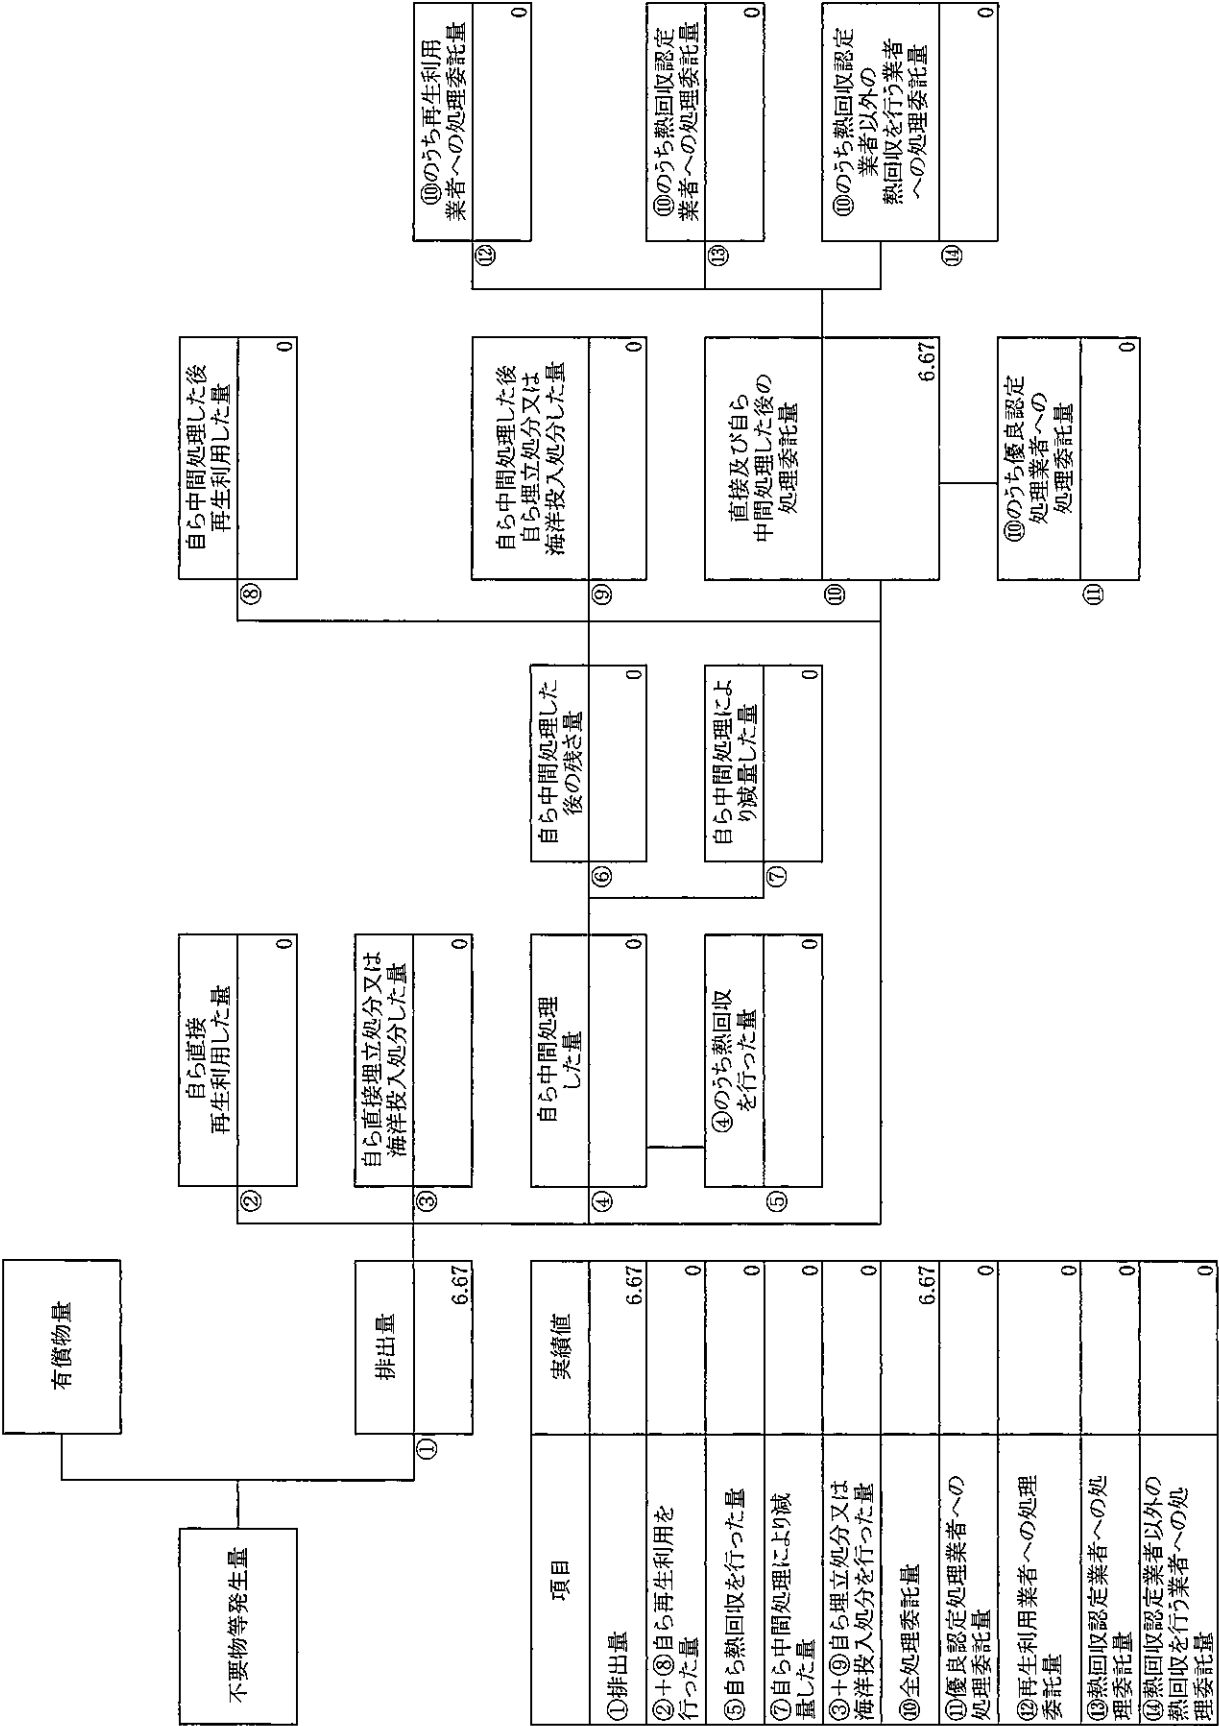 不要物等発生量
有償物量
排出量
①
6.67
自ら直接
再生利用した量
②
0
自ら直接埋立処分又は
海洋投入処分した量
③
0
自ら中間処理
した量
④
0
④のうち熱回収
を行った量
⑤
0
自ら中間処理した
後の残さ量
⑥
0
自ら中間処理によ
り減量した量
⑦
0
自ら中間処理した後
再生利用した量
⑧
0
自ら中間処理した後
自ら埋立処分又は
海洋投入処分した量
⑨
0
直接及び自ら
中間処理した後の
処理委託量
⑩
6.67
⑩のうち優良認定
処理業者への
処理委託量
⑪
0
⑩のうち再生利用
業者への処理委託量
⑫
0
⑩のうち熱回収認定
業者への処理委託量
⑬
0
⑩のうち熱回収認定
業者以外の
熱回収を行う業者
への処理委託量
⑭
0
項目 実績値
①排出量 6.67
②+⑧自ら再生利用を
行った量 0
⑤自ら熱回収を行った量 0
⑦自ら中間処理により減
量した量 0
③+⑨自ら埋立処分又は
海洋投入処分を行った量 0
⑩全処理委託量 6.67
⑪優良認定処理業者への
処理委託量 0
⑫再生利用業者への処理
委託量 0
⑬熱回収認定業者への処
理委託量 0
⑭熱回収認定業者以外の
熱回収を行う業者への処
理委託量 0